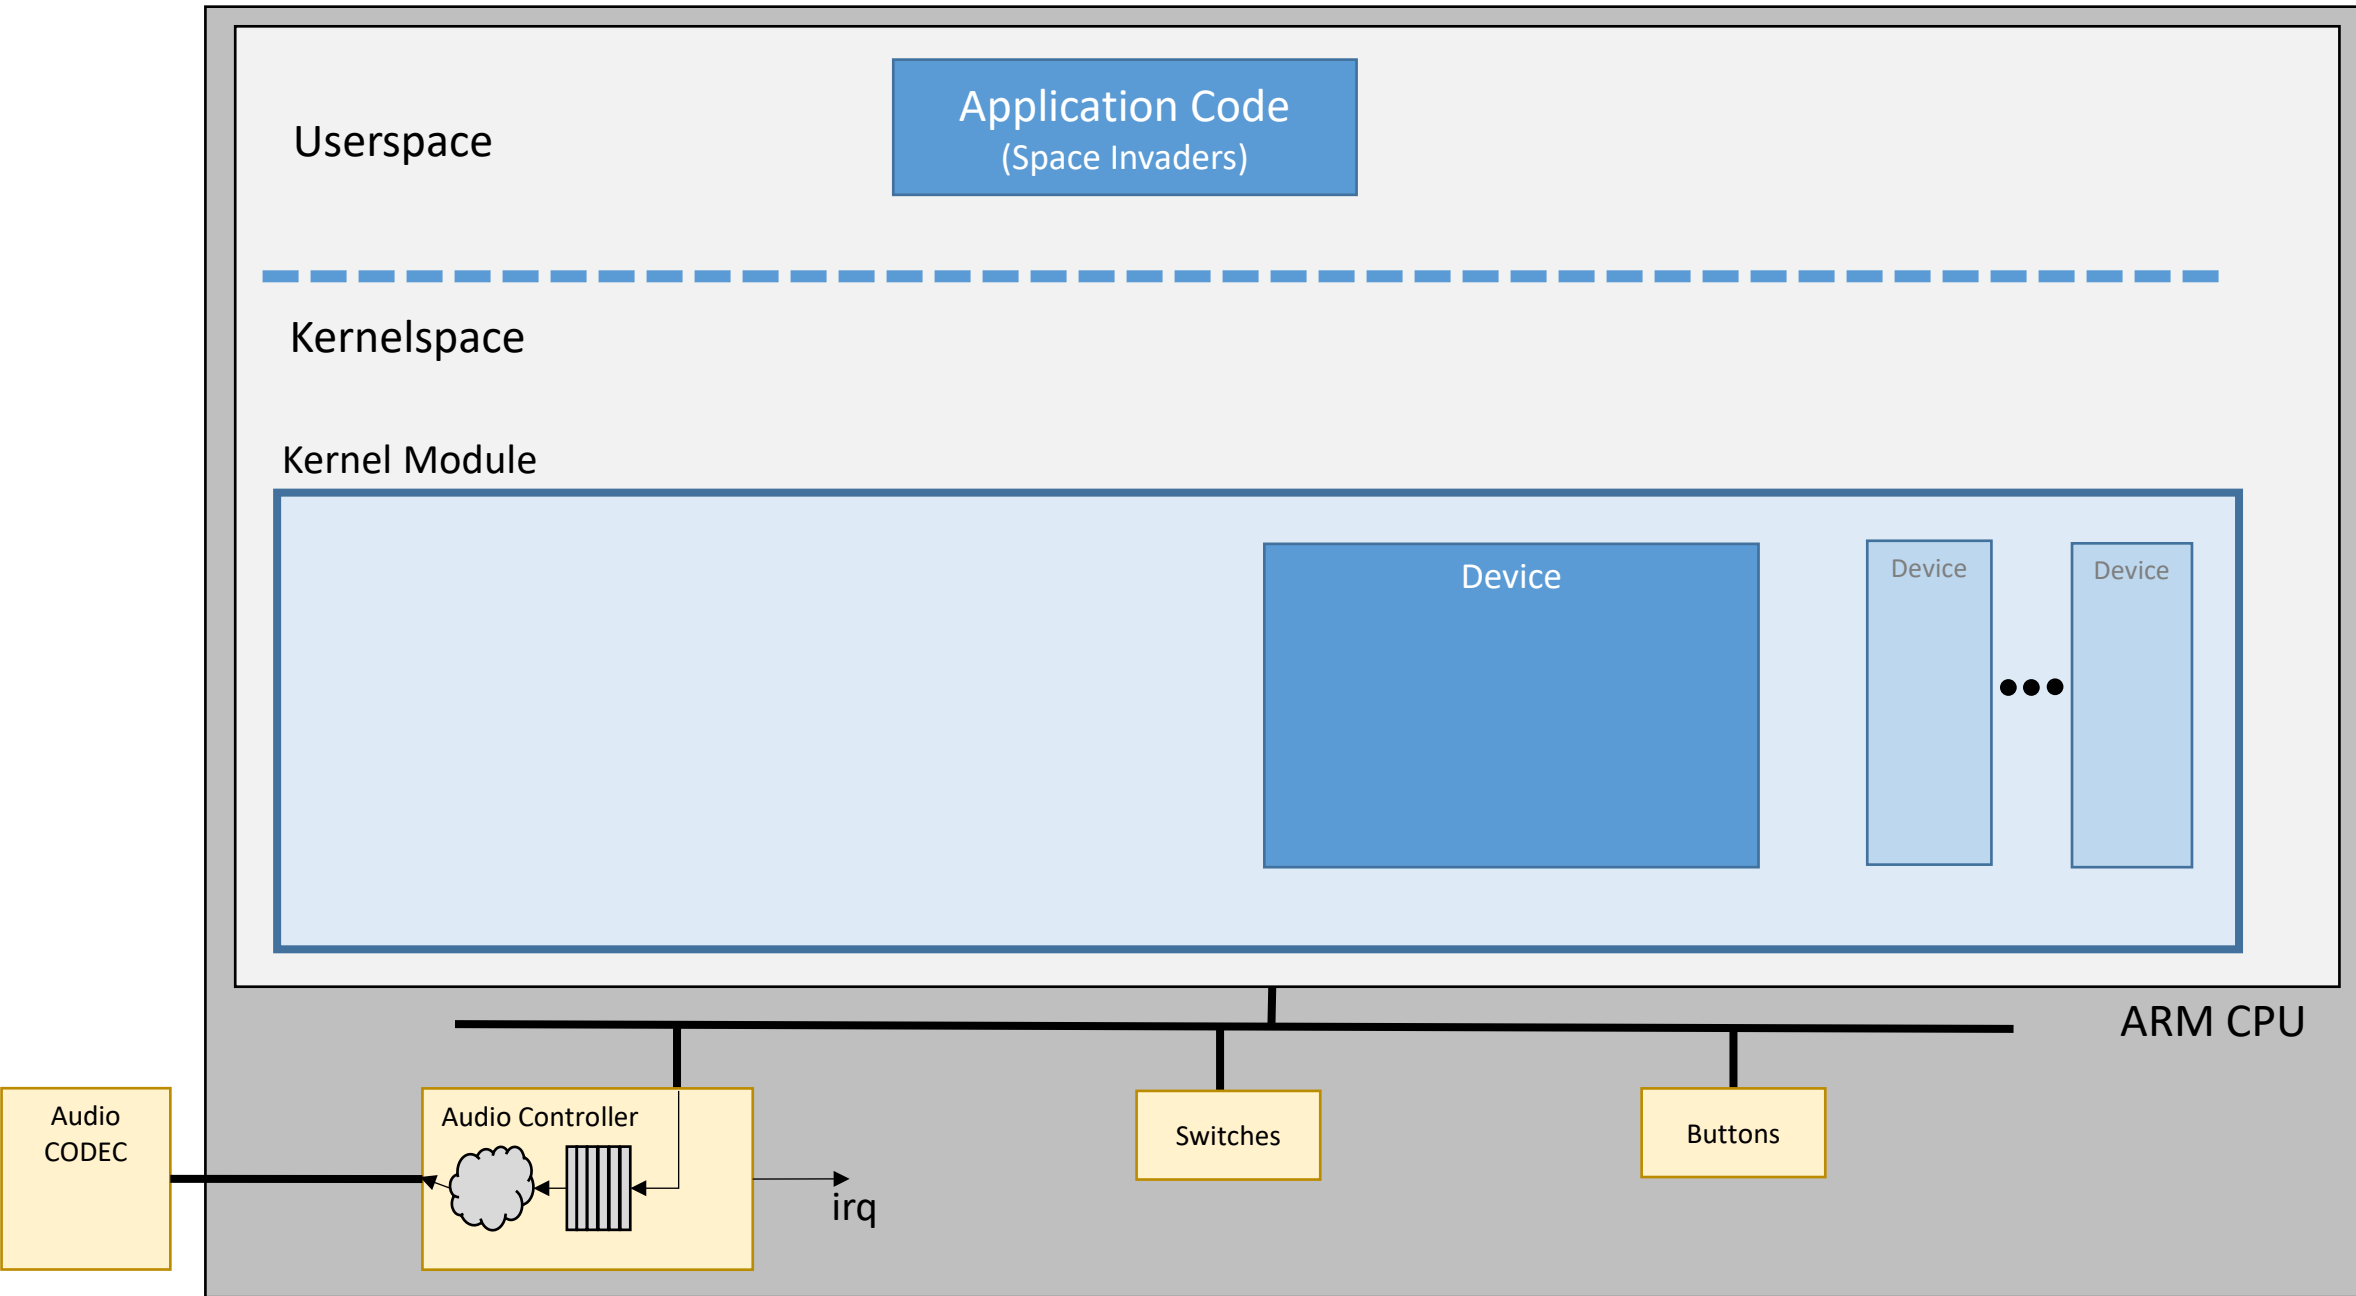 Application Code
(Space Invaders)
Userspace
Kernelspace
Kernel Module
Device
Device
Device
ARM CPU
Audio
CODEC
Audio Controller
irq
Switches
Buttons